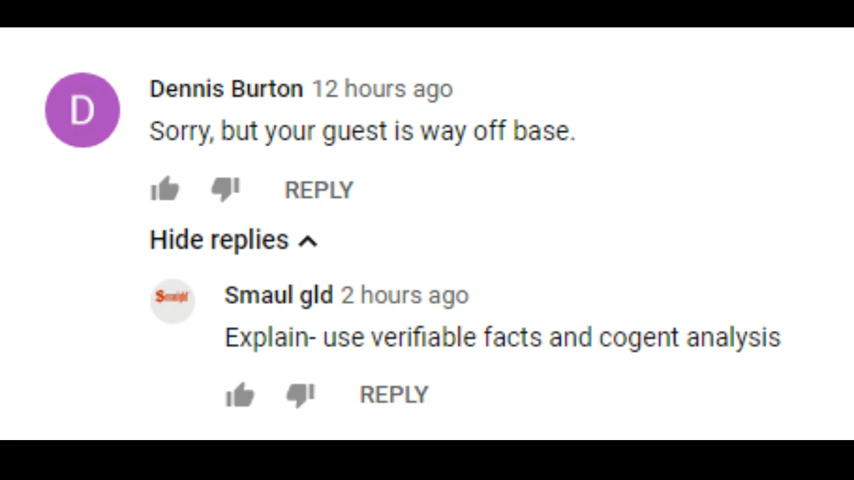 D
Dennis Burton 12 hours ago
Sorry, but your guest is way off base.
REPLY
Hide replies
Smaul gld 2 hours ago
Explain- use verifiable facts and cogent analysis
REPLY